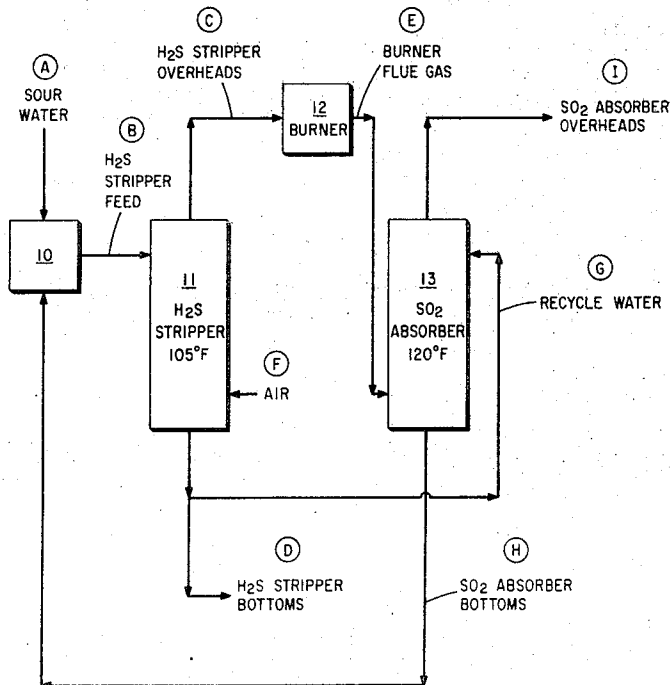 A
SOUR
WATER
B
H2S
STRIPPER
FEED
C
H2S STRIPPER
OVERHEADS
12
BURNER
E
BURNER
FLUE GAS
I
SO2 ABSORBER
OVERHEADS
10
11
H2S
STRIPPER
105°F
F
AIR
13
SO2
ABSORBER
120°F
G
RECYCLE WATER
D
H2S STRIPPER
BOTTOMS
H
SO2 ABSORBER
BOTTOMS